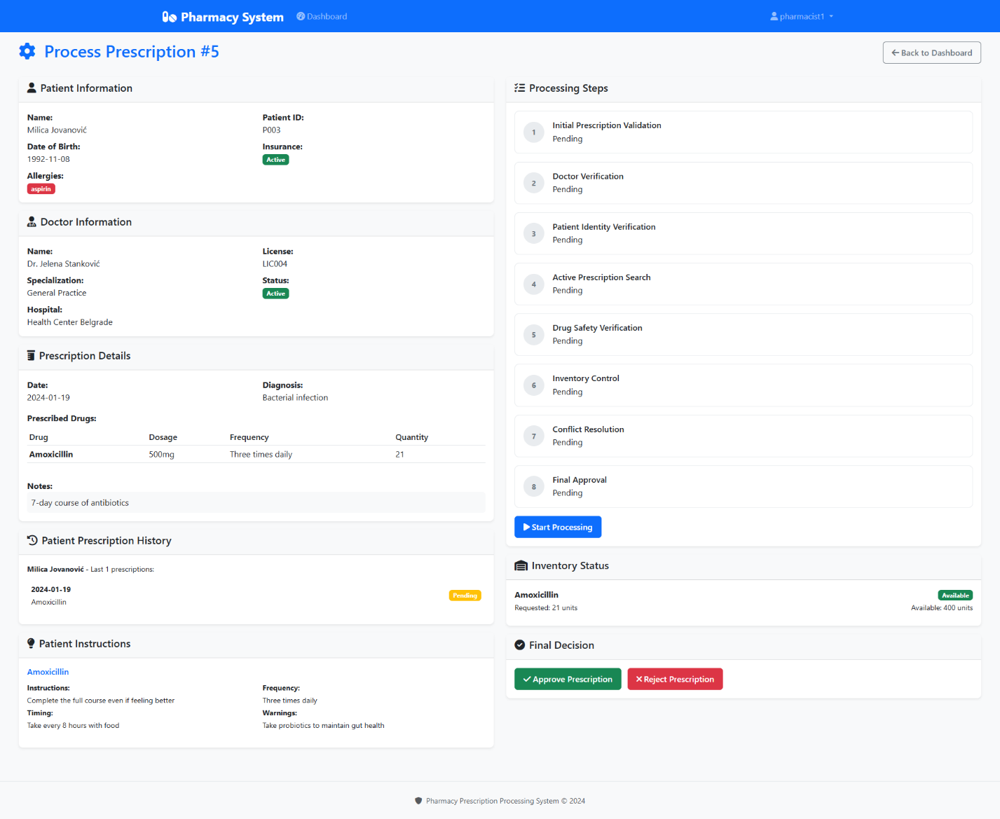 Pharmacy System Dashboard pharmacist1
Process Prescription #5 Back to Dashboard
Patient Information
Name: Patient ID:
Milica Jovanović P003
Date of Birth: Insurance:
1992-11-08 Active
Allergies:
aspirin
Doctor Information
Name: License:
Dr. Jelena Stanković LIC004
Specialization: Status:
General Practice Active
Hospital:
Health Center Belgrade
Prescription Details
Date: Diagnosis:
2024-01-19 Bacterial infection
Prescribed Drugs:
Drug Dosage Frequency Quantity
Amoxicillin 500mg Three times daily 21
Notes:
7-day course of antibiotics
Patient Prescription History
Milica Jovanović - Last 1 prescriptions:
2024-01-19
Amoxicillin Pending
Patient Instructions
Amoxicillin
Instructions: Frequency:
Complete the full course even if feeling better Three times daily
Timing: Warnings:
Take every 8 hours with food Take probiotics to maintain gut health
Processing Steps
1 Initial Prescription Validation
Pending
2 Doctor Verification
Pending
3 Patient Identity Verification
Pending
4 Active Prescription Search
Pending
5 Drug Safety Verification
Pending
6 Inventory Control
Pending
7 Conflict Resolution
Pending
8 Final Approval
Pending
Start Processing
Inventory Status
Amoxicillin Available
Requested: 21 units Available: 400 units
Final Decision
Approve Prescription Reject Prescription
Pharmacy Prescription Processing System © 2024